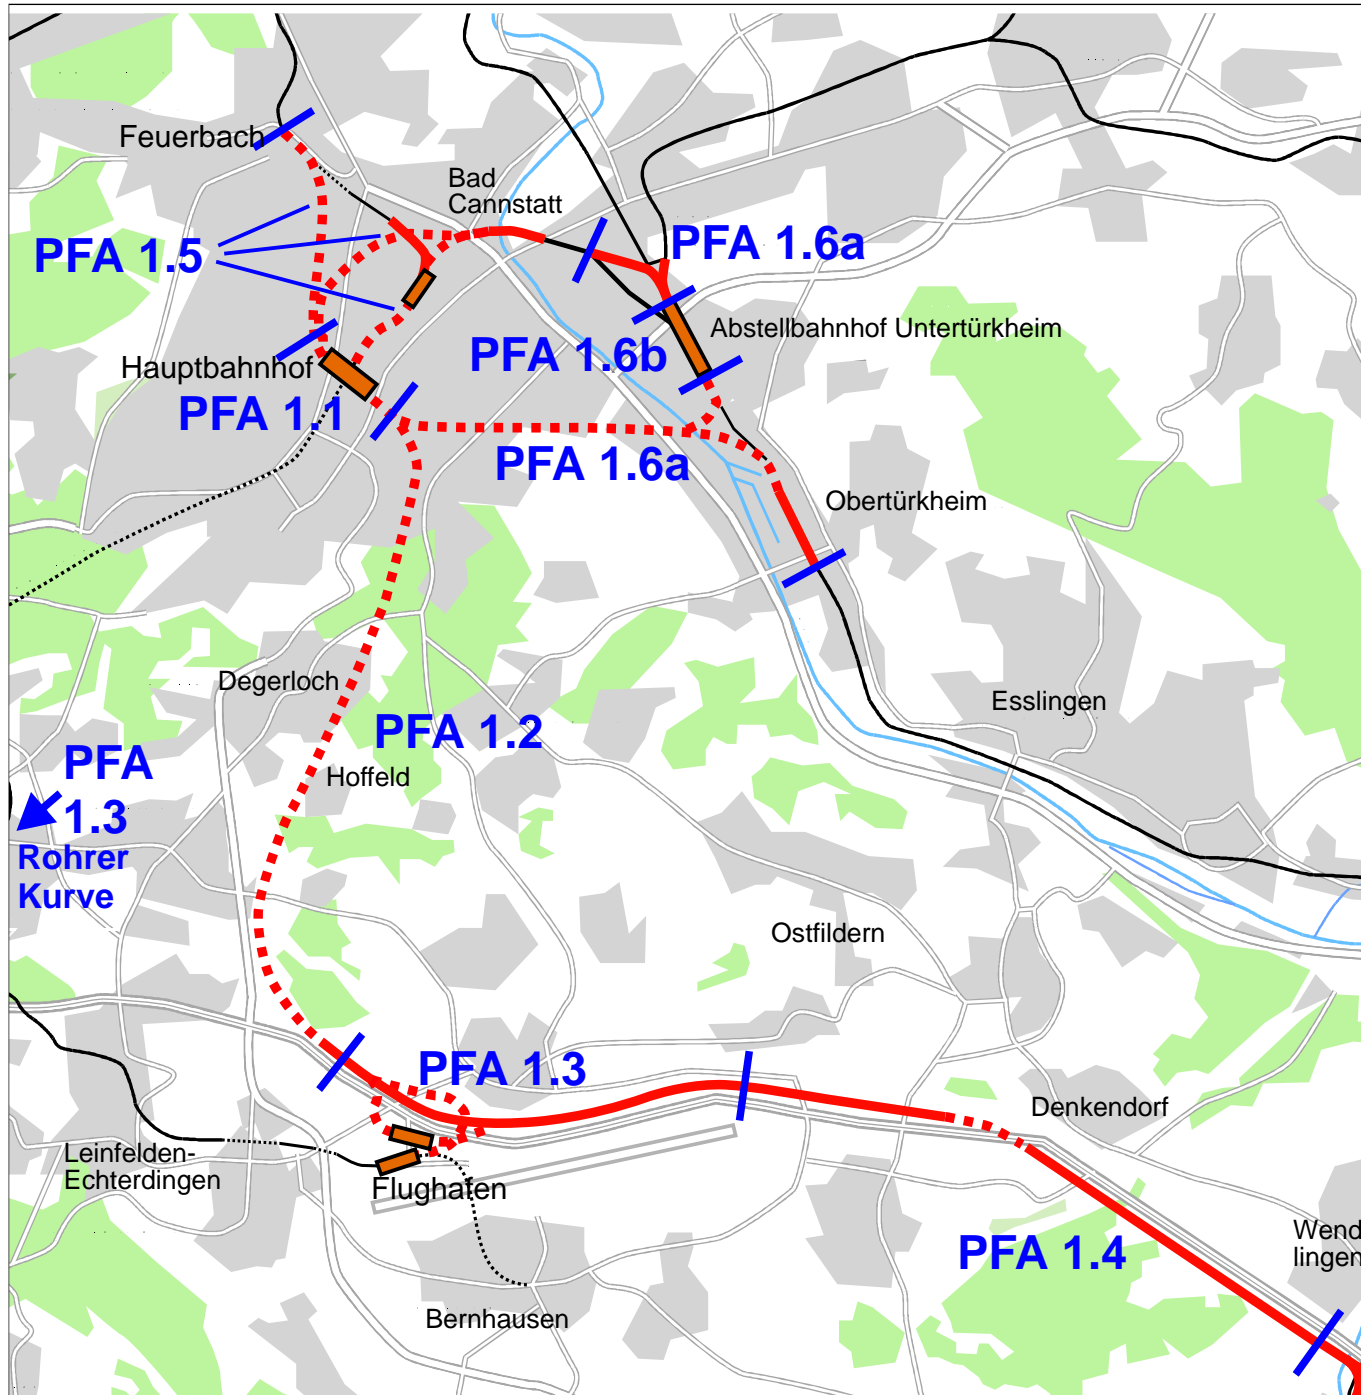 Feuerbach
Bad
Cannstatt
PFA 1.5
PFA 1.6a
Abstellbahnhof Untertürkheim
PFA 1.6b
Hauptbahnhof
PFA 1.1
PFA 1.6a
Obertürkheim
Degerloch
Esslingen
PFA 1.2
PFA
1.3
Rohrer
Kurve
Hoffeld
Ostfildern
PFA 1.3
Denkendorf
Leinfelden-
Echterdingen
Flughafen
PFA 1.4
Wend
lingen
Bernhausen